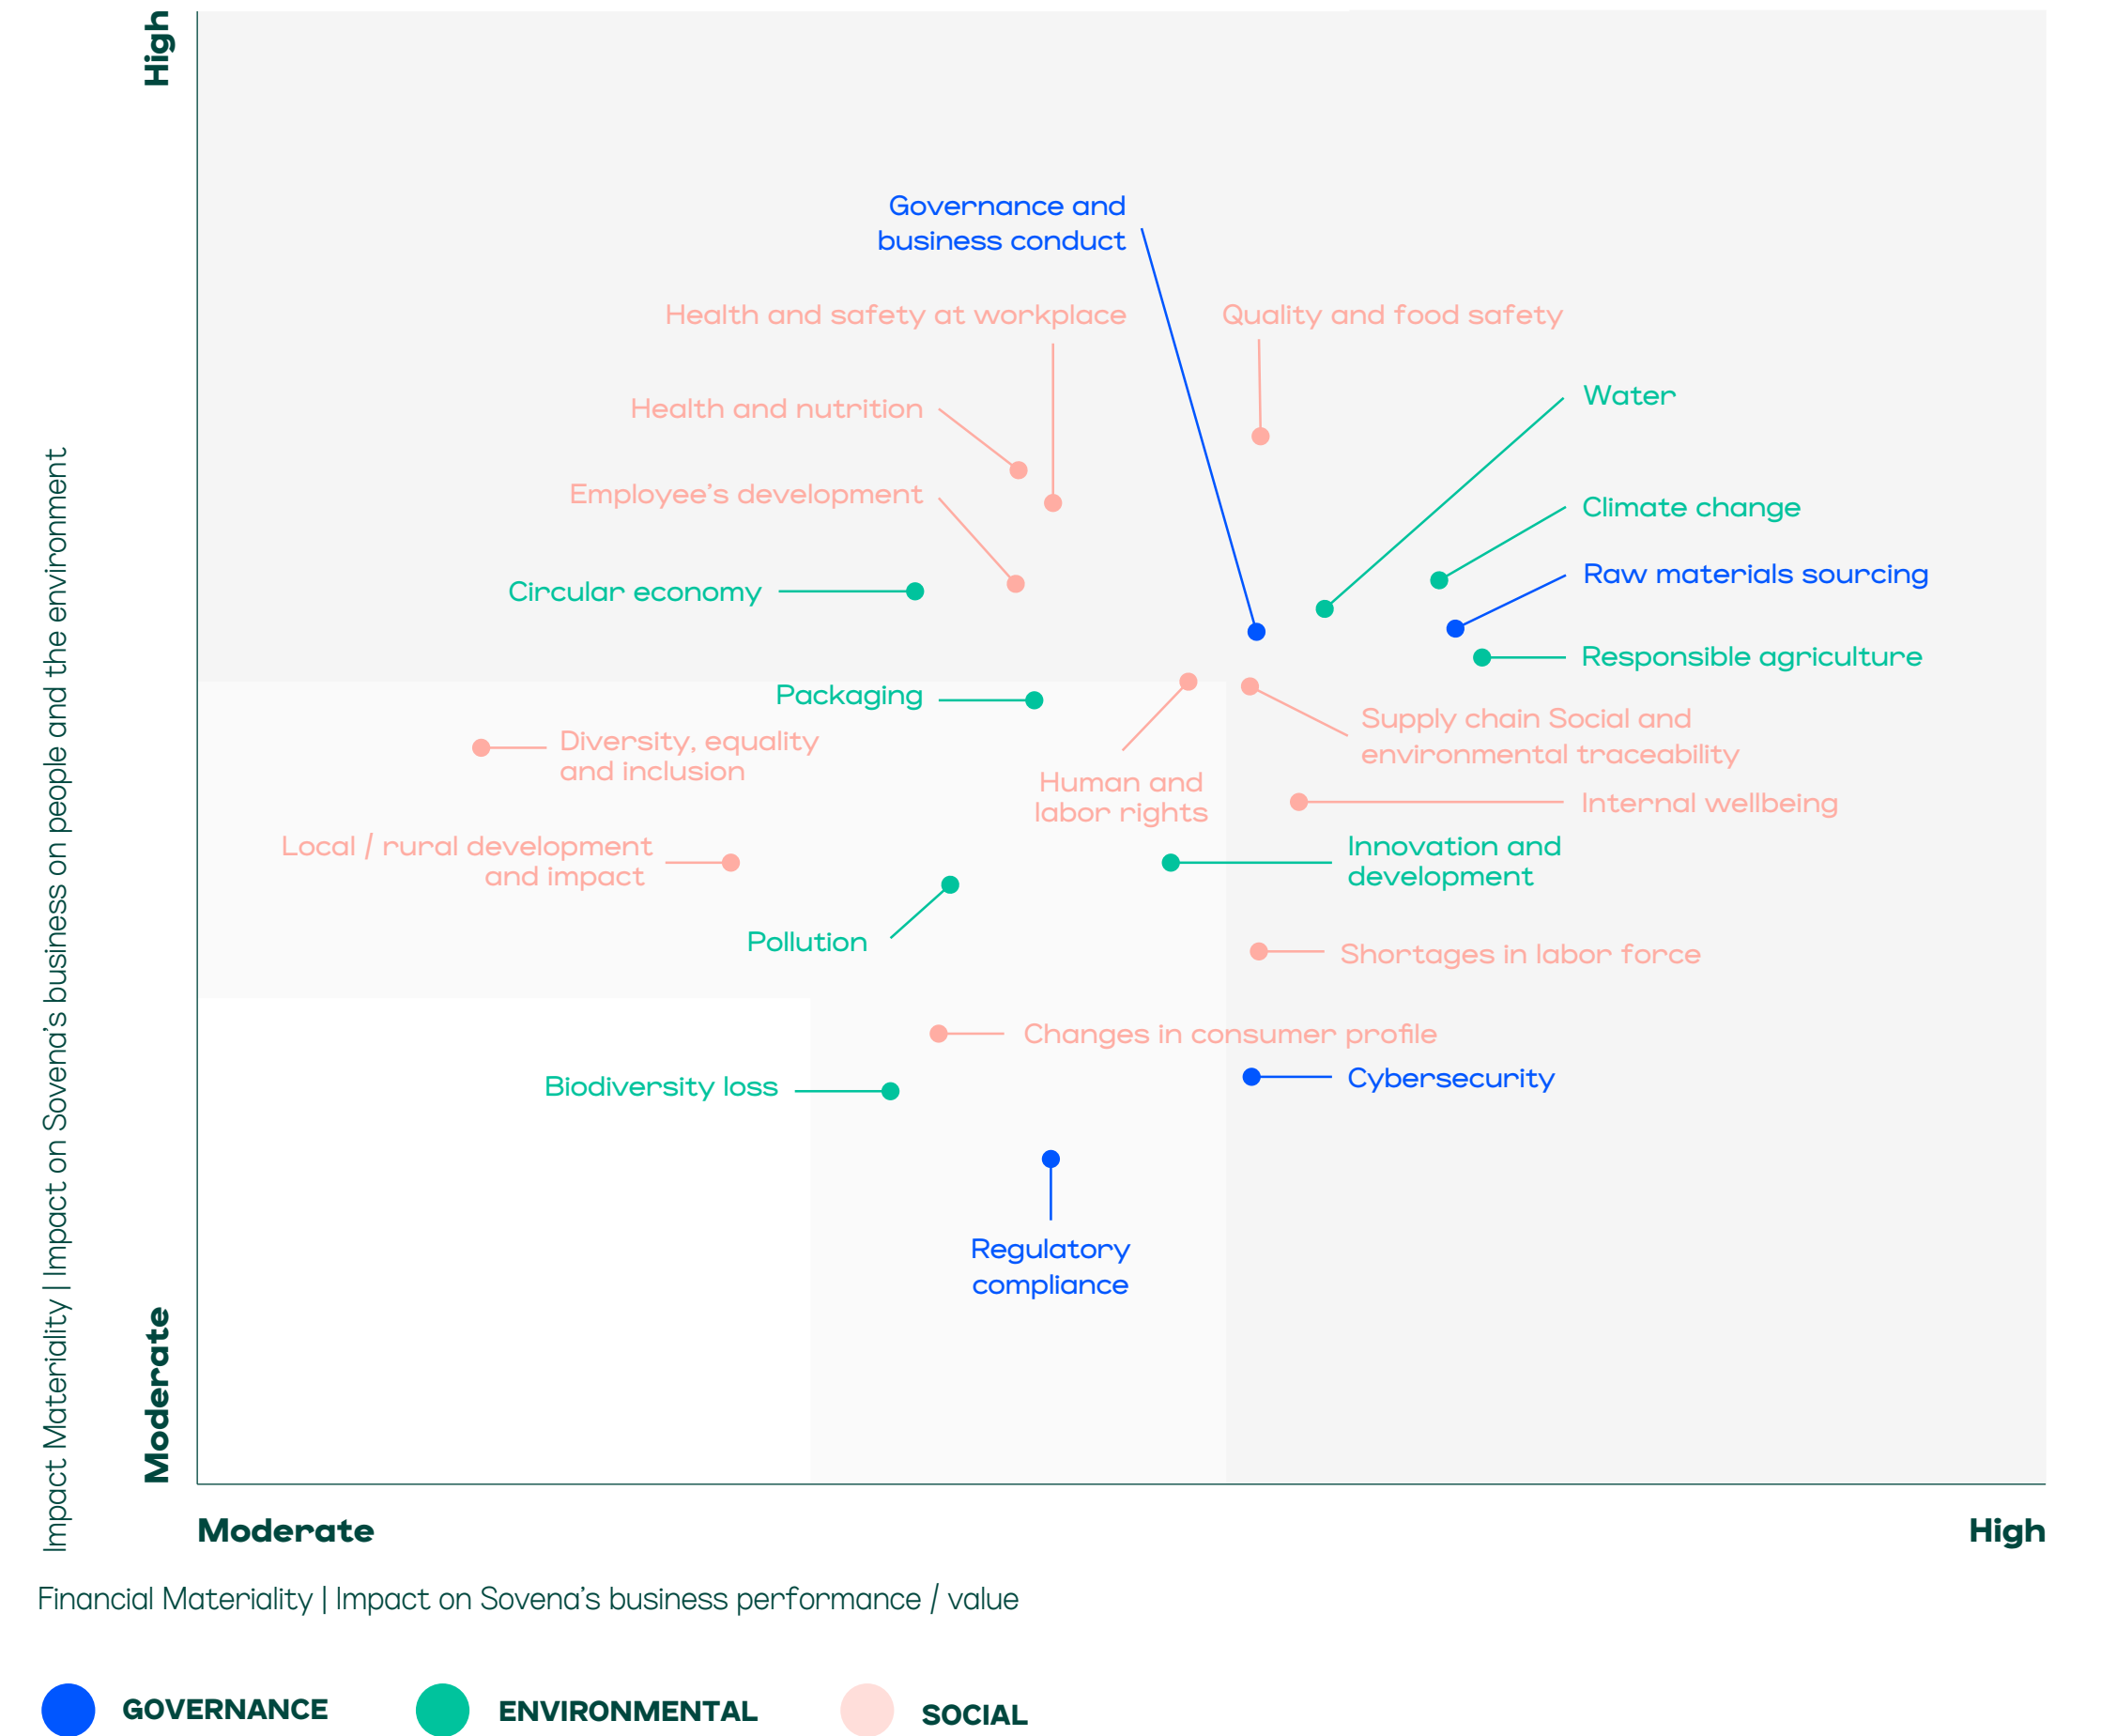 High
Governance and
business conduct
Health and safety at workplace
Quality and food safety
Water
Health and nutrition
Employee’s development
Climate change
Raw materials sourcing
Circular economy
Responsible agriculture
Packaging
Supply chain Social and
environmental traceability
Diversity, equality
and inclusion
Human and
labor rights
Internal wellbeing
Local / rural development
and impact
Innovation and
development
Pollution
Shortages in labor force
Changes in consumer profile
Cybersecurity
Biodiversity loss
Regulatory
compliance
Moderate
Impact Materiality | Impact on Sovena’s business on people and the environment
Moderate
High
Financial Materiality | Impact on Sovena’s business performance / value
GOVERNANCE
ENVIRONMENTAL
SOCIAL